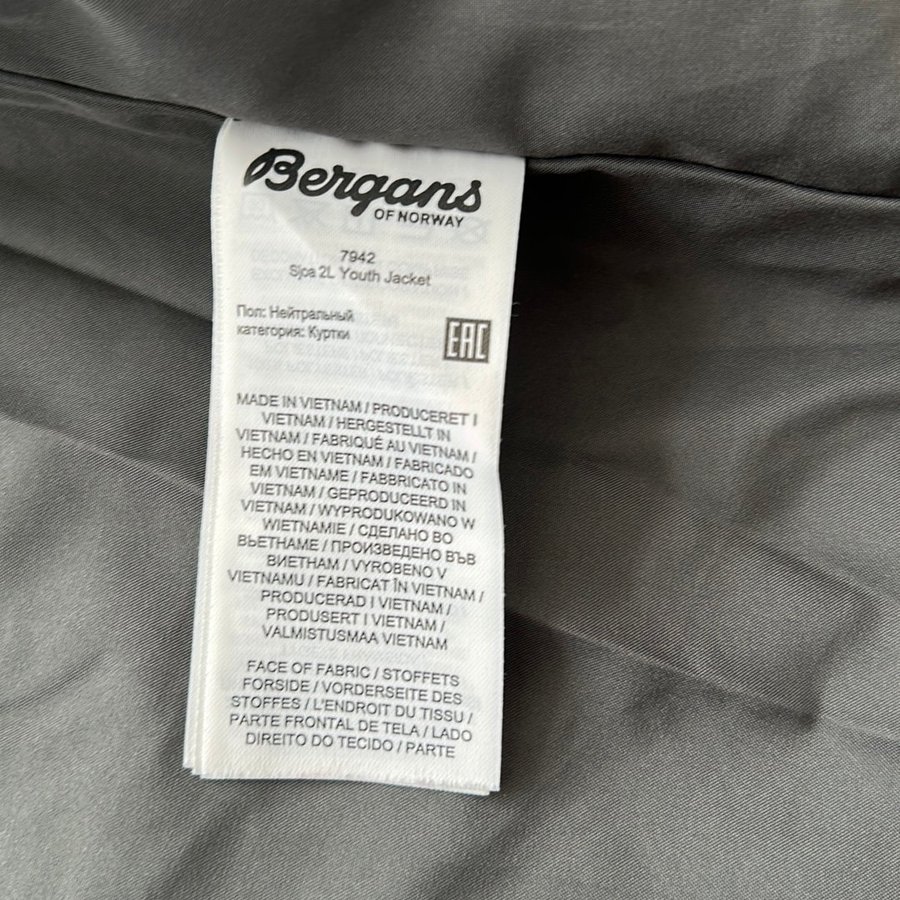 Bergans
OF NORWAY
7942
Sjoa 2L Youth Jacket
Пол: Нейтральный
категория: Куртки
EAC
MADE IN VIETNAM / PRODUCERET I
VIETNAM / HERGESTELLT IN
VIETNAM / FABRIQUÉ AU VIETNAM /
HECHO EN VIETNAM / FABRICADO
EM VIETNAME / FABBRICATO IN
VIETNAM / GEPRODUCEERD IN
VIETNAM / WYPRODUKOWANO W
WIETNAMIE / СДЕЛАНО ВО
ВЬЕТНАМЕ / ПРОИЗВЕДЕНО ВЪВ
ВИЕТНАМ / VYROBENO V
VIETNAMU / FABRICAT ÎN VIETNAM /
PRODUCERAD I VIETNAM /
PRODUSERT I VIETNAM /
VALMISTUSMAA VIETNAM
FACE OF FABRIC / STOFFETS
FORSIDE / VORDERSEITE DES
STOFFES / L'ENDROIT DU TISSU /
PARTE FRONTAL DE TELA / LADO
DIREITO DO TECIDO / PARTE